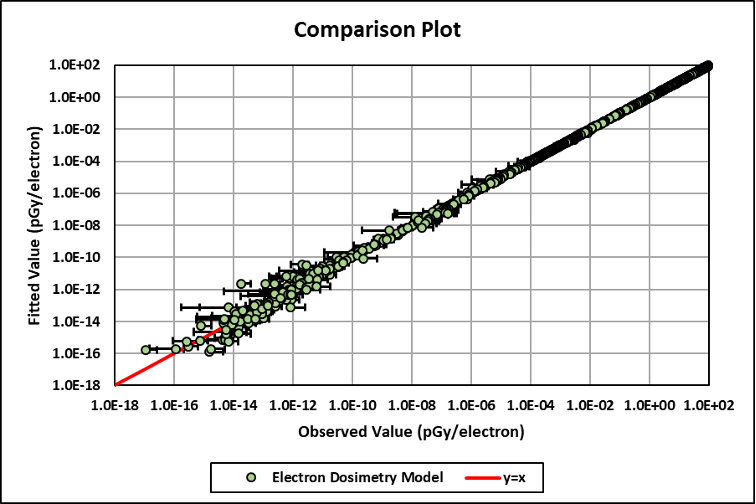 Comparison Plot
Fitted Value (pGy/electron)
1.0E+02
1.0E+00
1.0E-02
1.0E-04
1.0E-06
1.0E-08
1.0E-10
1.0E-12
1.0E-14
1.0E-16
1.0E-18
1.0E-18 1.0E-16 1.0E-14 1.0E-12 1.0E-10 1.0E-08 1.0E-06 1.0E-04 1.0E-02 1.0E+00 1.0E+02
Observed Value (pGy/electron)
Electron Dosimetry Model y=x